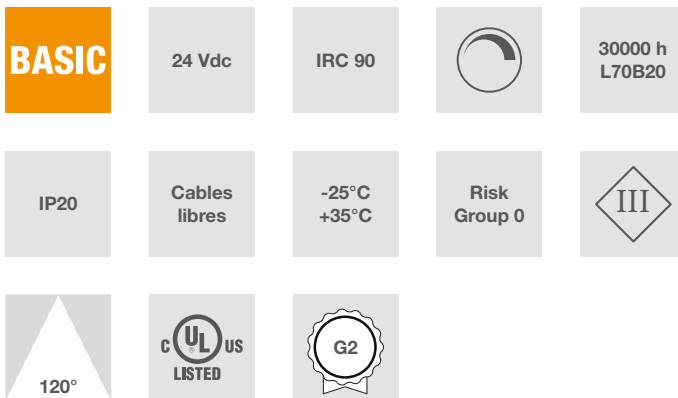 BASIC
24 Vdc
IRC 90
30000 h
L70B20
IP20
Cables
libres
-25°C
+35°C
Risk
Group 0
III
120°
C UL US
®
LISTED
G2